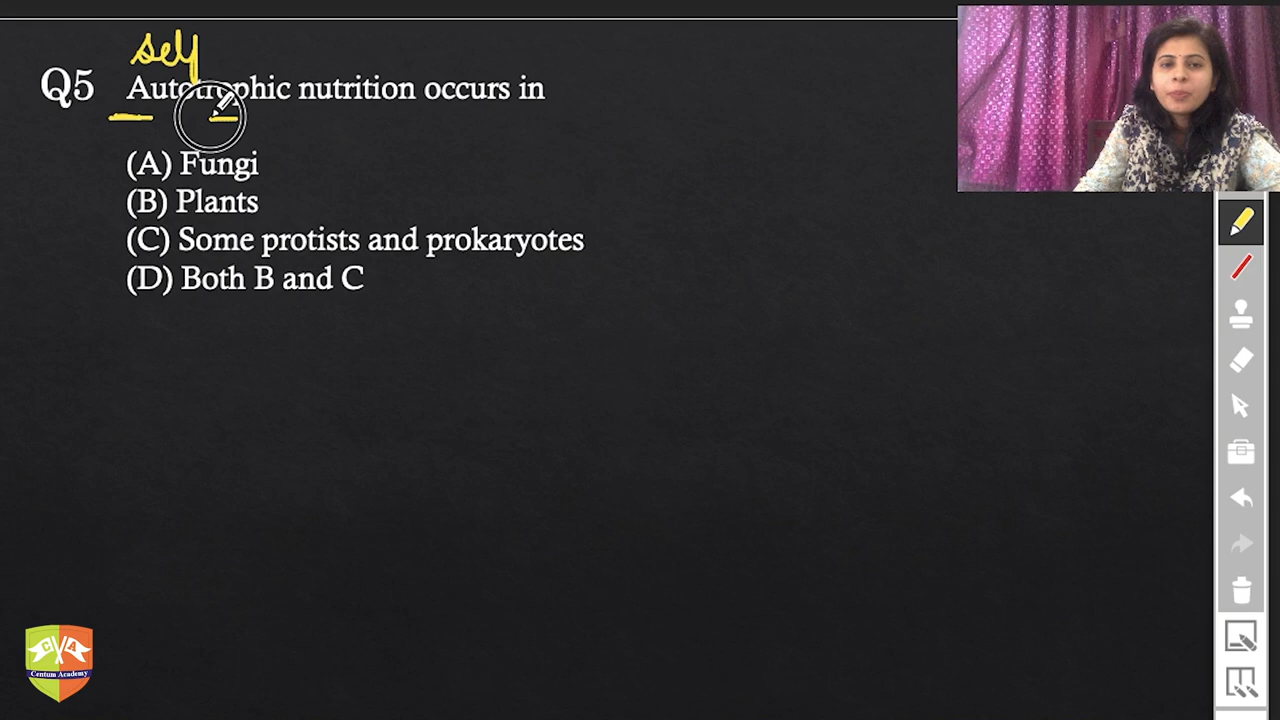 self
Q5 Autotrophic nutrition occurs in
(A) Fungi
(B) Plants
(C) Some protists and prokaryotes
(D) Both B and C
C A
Centum Academy